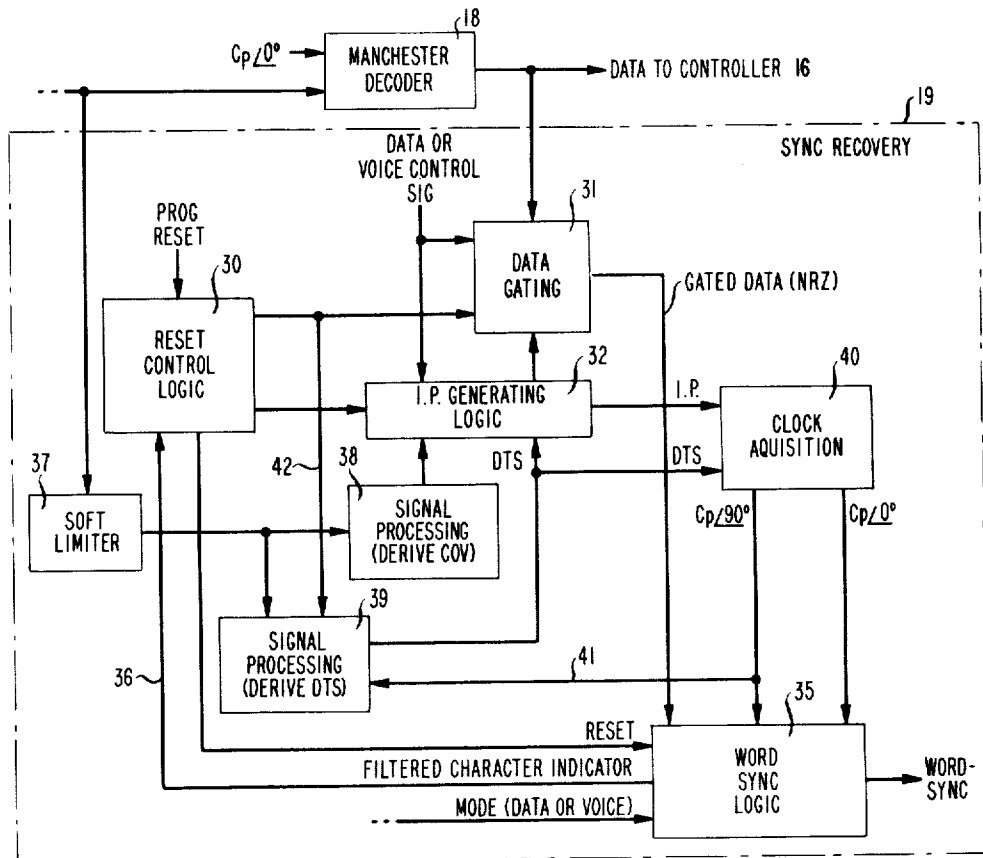 18
Cp∠0°
MANCHESTER
DECODER
DATA TO CONTROLLER 16
19
SYNC RECOVERY
DATA OR
VOICE CONTROL
SIG
31
PROG
RESET
30
DATA
GATING
GATED DATA (NRZ)
RESET
CONTROL
LOGIC
32
I.P. GENERATING
LOGIC
I.P.
40
CLOCK
AQUISITION
42
38
DTS
DTS
37
SOFT
LIMITER
SIGNAL
PROCESSING
(DERIVE COV)
Cp∠90°
Cp∠0°
39
SIGNAL
PROCESSING
(DERIVE DTS)
36
41
35
RESET
WORD
SYNC
LOGIC
FILTERED CHARACTER INDICATOR
WORD-
SYNC
MODE (DATA OR VOICE)